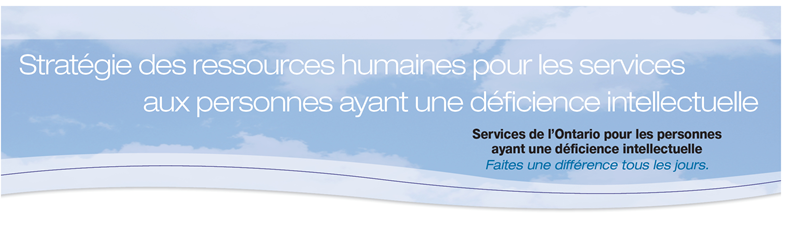 Stratégie des ressources humaines pour les services
aux personnes ayant une déficience intellectuelle
Services de l'Ontario pour les personnes
ayant une déficience intellectuelle
Faites une différence tous les jours.